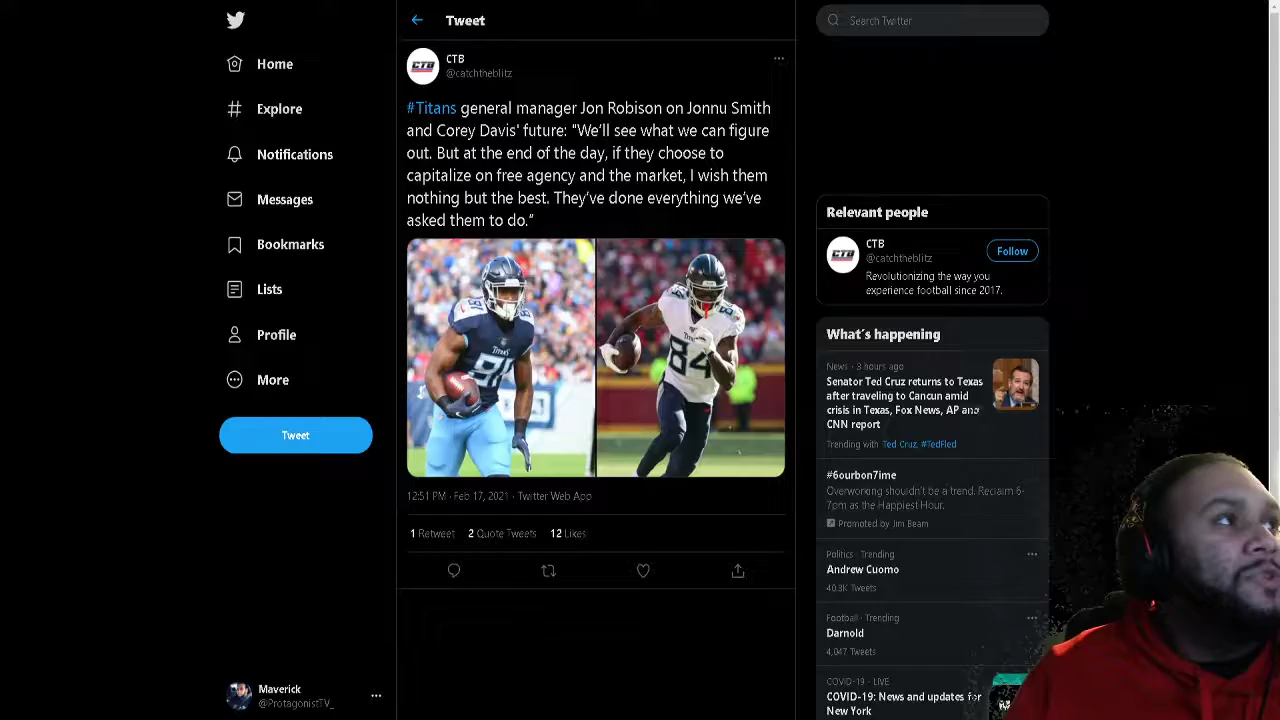 Tweet
Search Twitter
Home
Explore
Notifications
Messages
Bookmarks
Lists
Profile
More
Tweet
Maverick
@ProtagonistTV_
CTB
CTB
@catchtheblitz
#Titans general manager Jon Robison on Jonnu Smith
and Corey Davis' future: "We'll see what we can figure
out. But at the end of the day, if they choose to
capitalize on free agency and the market, I wish them
nothing but the best. They've done everything we've
asked them to do."
TITANS
81
84
12:51 PM · Feb 17, 2021 · Twitter Web App
1 Retweet 2 Quote Tweets 12 Likes
Relevant people
CTB
CTB
@catchtheblitz
Follow
Revolutionizing the way you
experience football since 2017.
What's happening
News · 3 hours ago
Senator Ted Cruz returns to Texas
after traveling to Cancun amid
crisis in Texas, Fox News, AP and
CNN report
Trending with Ted Cruz, #TedFled
#6ourbon7ime
Overworking shouldn't be a trend. Reclaim 6-
7pm as the Happiest Hour.
Promoted by Jim Beam
Politics · Trending
Andrew Cuomo
40.3K Tweets
Football · Trending
Darnold
4,047 Tweets
COVID-19 · LIVE
COVID-19: News and updates for
New York